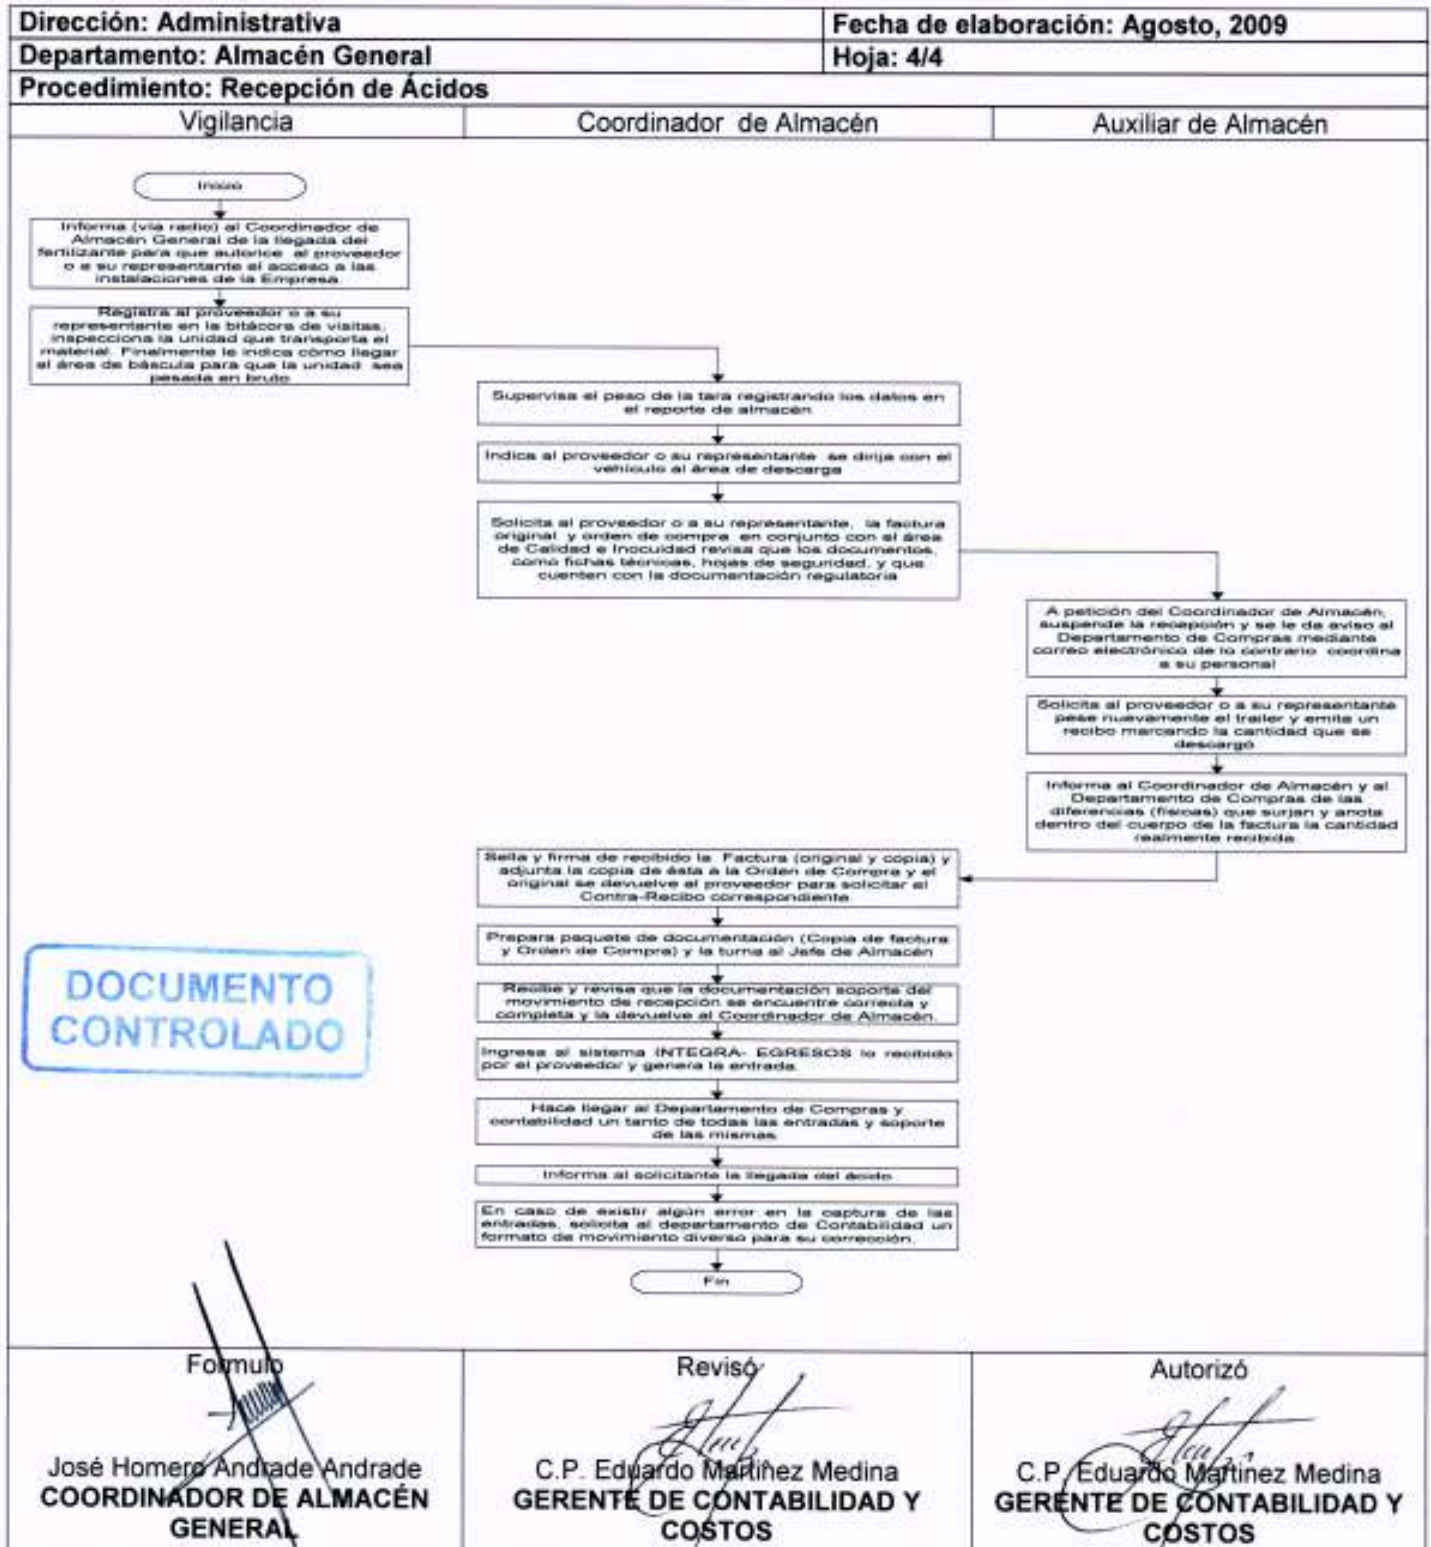 Dirección: Administrativa
Fecha de elaboración: Agosto, 2009
Departamento: Almacén General
Hoja: 4/4
Procedimiento: Recepción de Ácidos
Vigilancia
Coordinador de Almacén
Auxiliar de Almacén
Inicio
Informa (vía radio) al Coordinador de
Almacén General de la llegada del
fertilizante para que autorice al proveedor
o a su representante el acceso a las
instalaciones de la Empresa.
Registra al proveedor o a su
representante en la bitácora de visitas,
inspecciona la unidad que transporta el
material. Finalmente le indica cómo llegar
al área de báscula para que la unidad sea
pesada en bruto
Supervisa el peso de la tara registrando los datos en
el reporte de almacén
Indica al proveedor o su representante se dirija con el
vehículo al área de descarga
Solicita al proveedor o a su representante, la factura
original y orden de compra en conjunto con el área
de Calidad e Inocuidad revisa que los documentos,
como fichas técnicas, hojas de seguridad, y que
cuenten con la documentación regulatoria
A petición del Coordinador de Almacén,
suspende la recepción y se le da aviso al
Departamento de Compras mediante
correo electrónico de lo contrario coordina
a su personal
Solicita al proveedor o a su representante
pese nuevamente el trailer y emita un
recibo marcando la cantidad que se
descargó
Informa al Coordinador de Almacén y al
Departamento de Compras de las
diferencias (físicas) que surjan y anota
dentro del cuerpo de la factura la cantidad
realmente recibida
Sella y firma de recibido la Factura (original y copia) y
adjunta la copia de ésta a la Orden de Compra y el
original se devuelve al proveedor para solicitar el
Contra-Recibo correspondiente
Prepara paquete de documentación (Copia de factura
y Orden de Compra) y la turna al Jefe de Almacén
Recibe y revisa que la documentación soporte del
movimiento de recepción se encuentre correcta y
completa y la devuelve al Coordinador de Almacén.
Ingresa al sistema INTEGRA- EGRESOS lo recibido
por el proveedor y genera la entrada.
Hace llegar al Departamento de Compras y
contabilidad un tanto de todas las entradas y soporte
de las mismas
Informa al solicitante la llegada del ácido
En caso de existir algún error en la captura de las
entradas, solicita al departamento de Contabilidad un
formato de movimiento diverso para su corrección.
Fin
DOCUMENTO
CONTROLADO
Formulo
Revisó
Autorizó
José Homero Andrade Andrade
COORDINADOR DE ALMACÉN
GENERAL
C.P. Eduardo Martínez Medina
GERENTE DE CONTABILIDAD Y
COSTOS
C.P. Eduardo Martinez Medina
GERENTE DE CONTABILIDAD Y
COSTOS